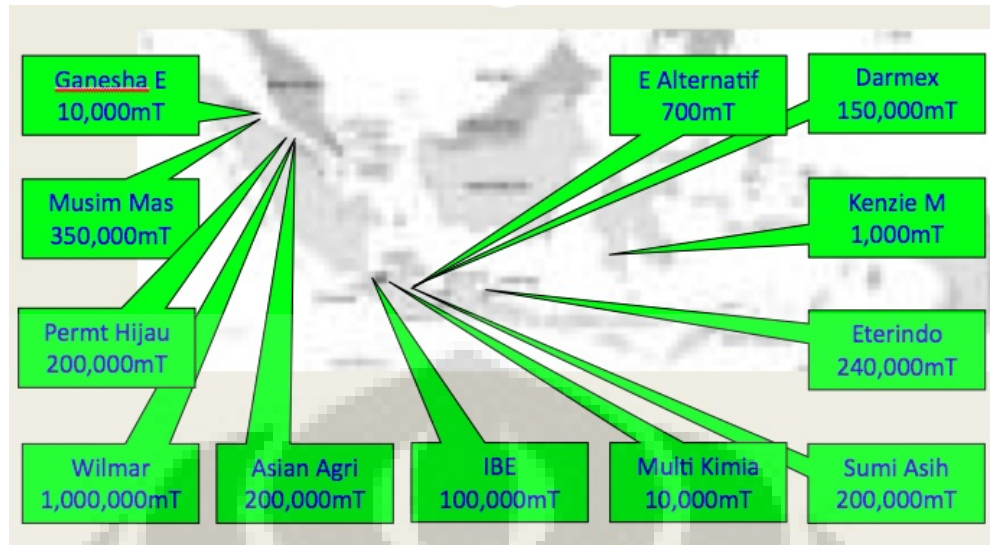 Ganesha E
10,000mT
E Alternatif
700mT
Darmex
150,000mT
Musim Mas
350,000mT
Kenzie M
1,000mT
Permt Hijau
200,000mT
Eterindo
240,000mT
Wilmar
1,000,000mT
Asian Agri
200,000mT
IBE
100,000mT
Multi Kimia
10,000mT
Sumi Asih
200,000mT